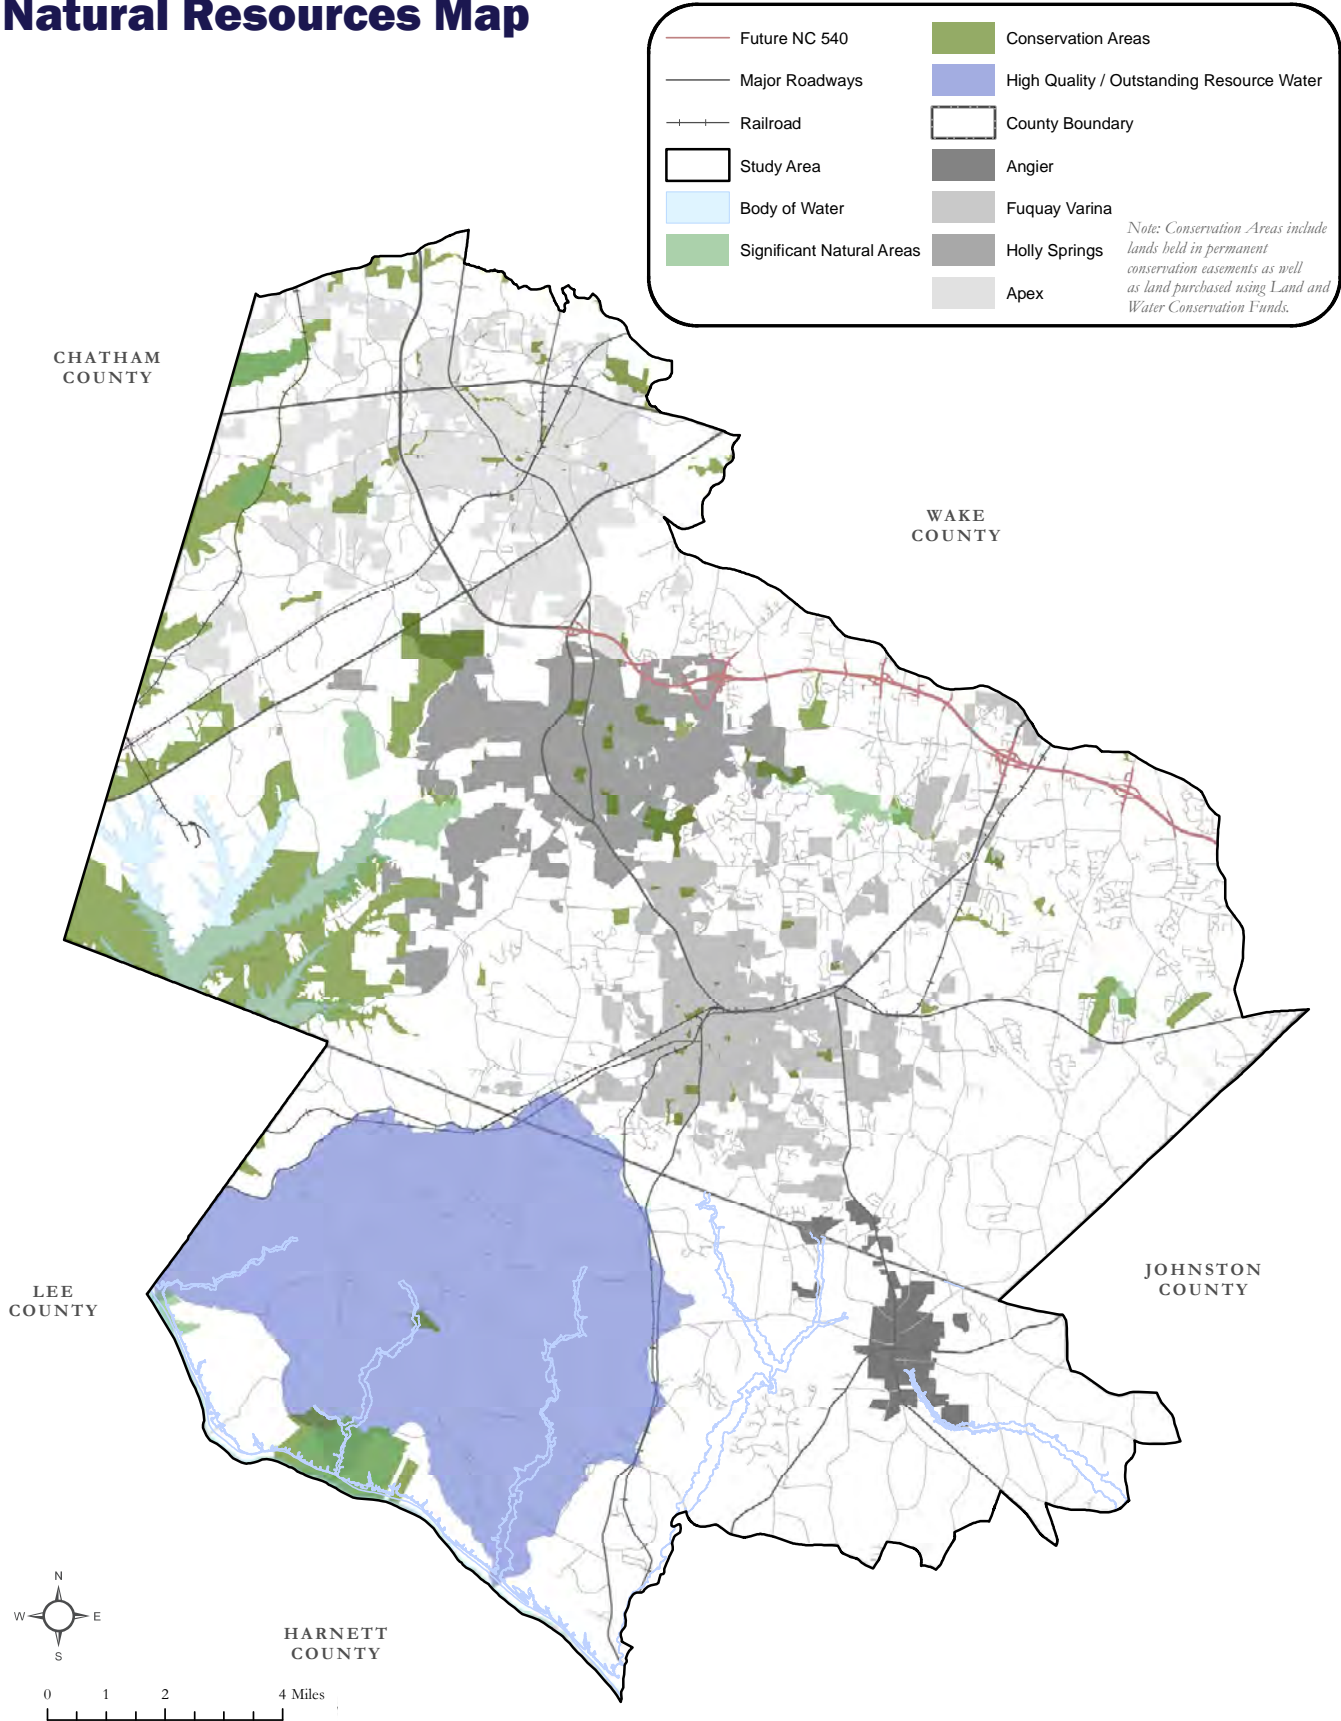 Natural Resources Map
Future NC 540
Major Roadways
Railroad
Study Area
Body of Water
Significant Natural Areas
Conservation Areas
High Quality / Outstanding Resource Water
County Boundary
Angier
Fuquay Varina
Holly Springs
Apex
Note: Conservation Areas include
lands held in permanent
conservation easements as well
as land purchased using Land and
Water Conservation Funds.
CHATHAM
COUNTY
WAKE
COUNTY
LEE
COUNTY
JOHNSTON
COUNTY
HARNETT
COUNTY
N
W
E
S
0
1
2
4 Miles